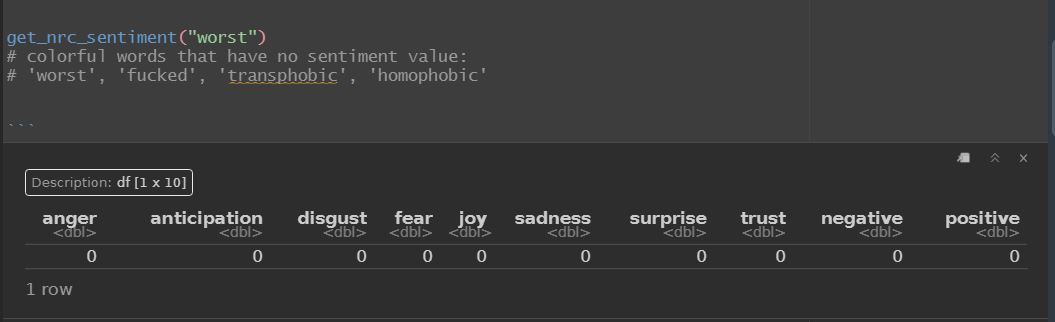 get_nrc_sentiment("worst")
# colorful words that have no sentiment value:
# 'worst', 'fucked', 'transphobic', 'homophobic'
```
Description: df [1 x 10]
anger anticipation disgust fear joy sadness surprise trust negative positive
<dbl> <dbl> <dbl> <dbl> <dbl> <dbl> <dbl> <dbl> <dbl> <dbl>
0 0 0 0 0 0 0 0 0 0
1 row